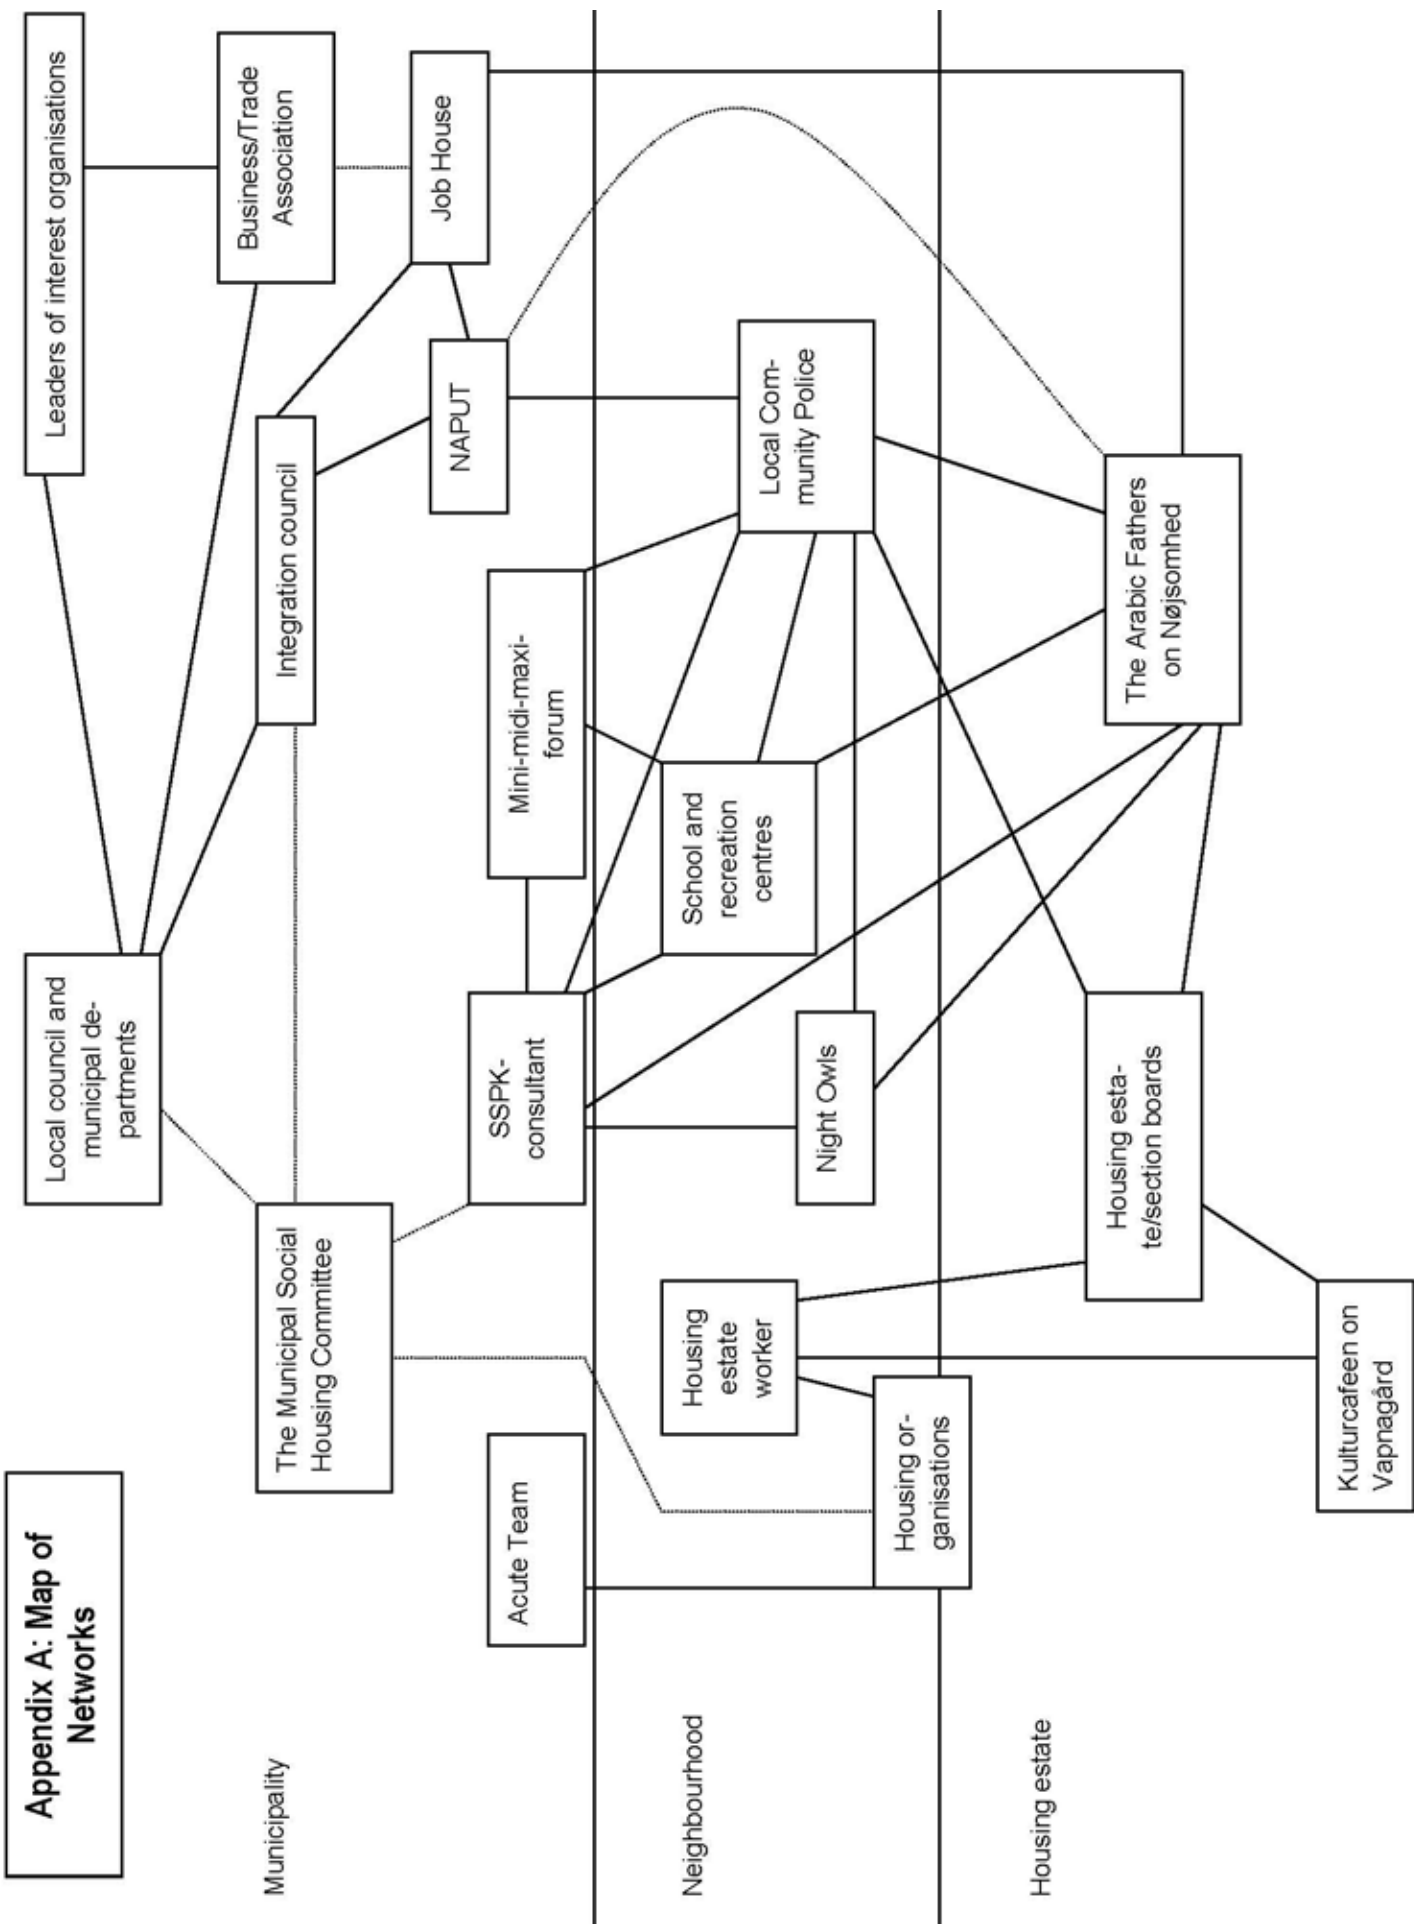 Appendix A: Map of
Networks
Municipality
Neighbourhood
Housing estate
Local council and
municipal de-
partments
Leaders of interest organisations
Business/Trade
Association
The Municipal Social
Housing Committee
Integration council
Job House
NAPUT
Acute Team
SSPK-
consultant
Mini-midi-maxi-
forum
Housing
estate
worker
School and
recreation
centres
Local Com-
munity Police
Night Owls
Housing or-
ganisations
Housing esta-
te/section boards
The Arabic Fathers
on Nøjsomhed
Kulturcafeen on
Vapnagård